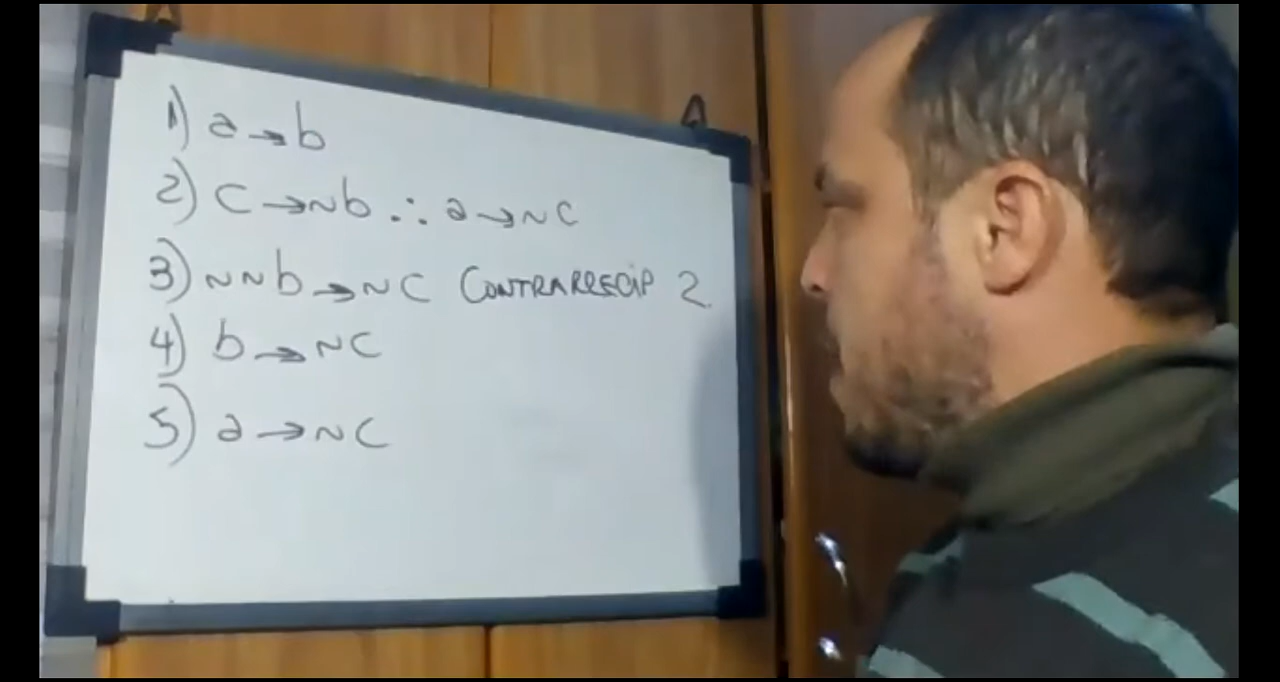 1) a → b
2) c → ~b ∴ a → ~c
3) ~~b → ~c CONTRARRECIP 2
4) b → ~c
5) a → ~c